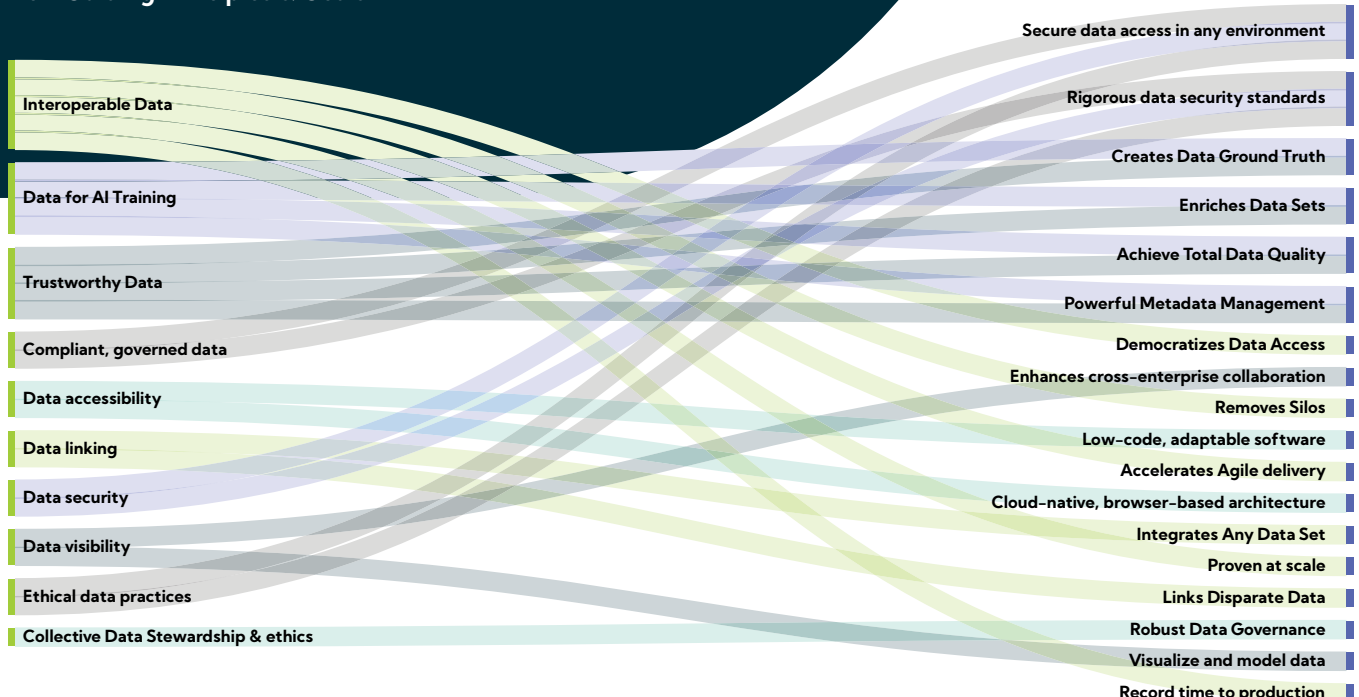 Interoperable Data
Data for AI Training
Trustworthy Data
Compliant, governed data
Data accessibility
Data linking
Data security
Data visibility
Ethical data practices
Collective Data Stewardship & ethics
Secure data access in any environment
Rigorous data security standards
Creates Data Ground Truth
Enriches Data Sets
Achieve Total Data Quality
Powerful Metadata Management
Democratizes Data Access
Enhances cross-enterprise collaboration
Removes Silos
Low-code, adaptable software
Accelerates Agile delivery
Cloud-native, browser-based architecture
Integrates Any Data Set
Proven at scale
Links Disparate Data
Robust Data Governance
Visualize and model data
Record time to production